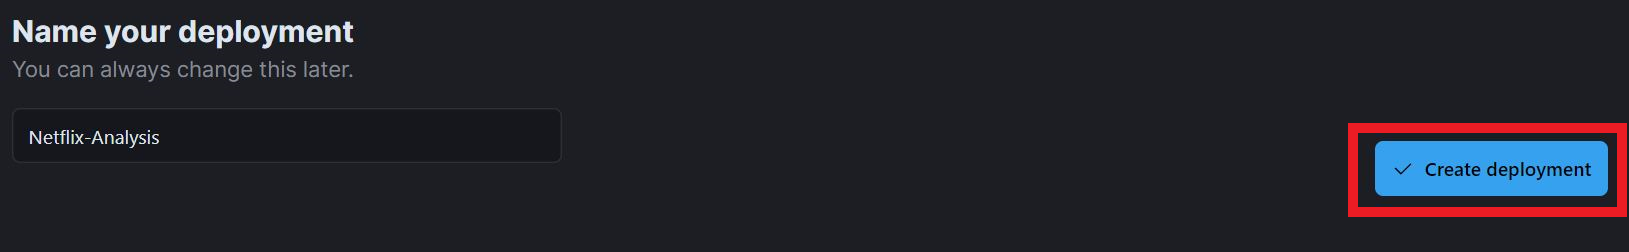 Name your deployment
You can always change this later.
Netflix-Analysis
Create deployment